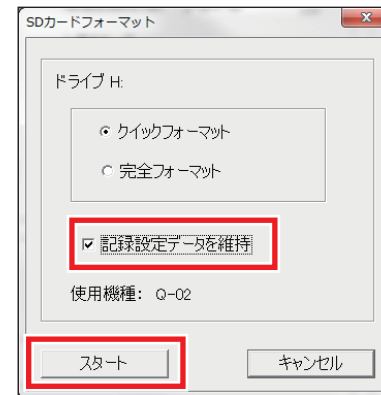 SDカードフォーマット
ドライブ H:
クイックフォーマット
完全フォーマット
記録設定データを維持
使用機種： Q-02
スタート
キャンセル